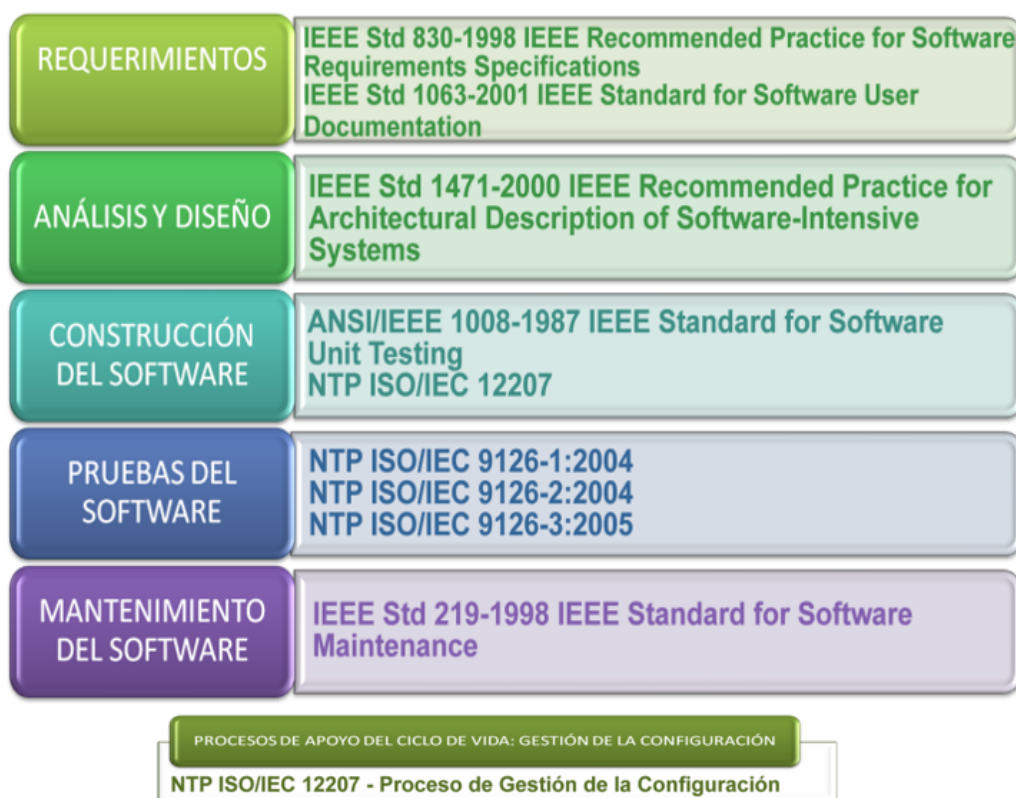 REQUERIMIENTOS
IEEE Std 830-1998 IEEE Recommended Practice for Software
Requirements Specifications
IEEE Std 1063-2001 IEEE Standard for Software User
Documentation
ANÁLISIS Y DISEÑO
IEEE Std 1471-2000 IEEE Recommended Practice for
Architectural Description of Software-Intensive
Systems
CONSTRUCCIÓN
DEL SOFTWARE
ANSI/IEEE 1008-1987 IEEE Standard for Software
Unit Testing
NTP ISO/IEC 12207
PRUEBAS DEL
SOFTWARE
NTP ISO/IEC 9126-1:2004
NTP ISO/IEC 9126-2:2004
NTP ISO/IEC 9126-3:2005
MANTENIMIENTO
DEL SOFTWARE
IEEE Std 219-1998 IEEE Standard for Software
Maintenance
PROCESOS DE APOYO DEL CICLO DE VIDA: GESTIÓN DE LA CONFIGURACIÓN
NTP ISO/IEC 12207 - Proceso de Gestión de la Configuración